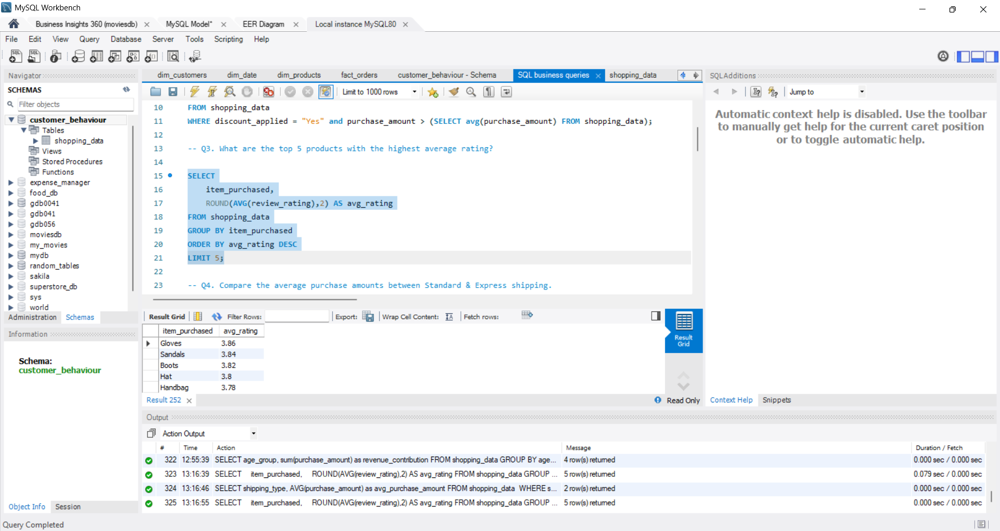 MySQL Workbench
Business Insights 360 (moviesdb)
MySQL Model*
EER Diagram
Local instance MySQL80
File Edit View Query Database Server Tools Scripting Help
Navigator
SCHEMAS
Filter objects
customer_behaviour
Tables
shopping_data
Views
Stored Procedures
Functions
expense_manager
food_db
gdb0041
gdb041
gdb056
moviesdb
my_movies
mydb
random_tables
sakila
superstore_db
sys
world
Administration Schemas
Information
Schema:
customer_behaviour
Object Info Session
dim_customers dim_date dim_products fact_orders customer_behaviour - Schema SQL business queries shopping_data
Limit to 1000 rows
10 FROM shopping_data
11 WHERE discount_applied = "Yes" and purchase_amount > (SELECT avg(purchase_amount) FROM shopping_data);
12
13 -- Q3. What are the top 5 products with the highest average rating?
14
15 SELECT
16 item_purchased,
17 ROUND(AVG(review_rating),2) AS avg_rating
18 FROM shopping_data
19 GROUP BY item_purchased
20 ORDER BY avg_rating DESC
21 LIMIT 5;
22
23 -- Q4. Compare the average purchase amounts between Standard & Express shipping.
Result Grid Filter Rows: Export: Wrap Cell Content: Fetch rows:
item_purchased avg_rating
Gloves 3.86
Sandals 3.84
Boots 3.82
Hat 3.8
Handbag 3.78
Result Grid
Result 252
Read Only
SQLAdditions
Jump to
Automatic context help is disabled. Use the toolbar
to manually get help for the current caret position
or to toggle automatic help.
Context Help Snippets
Output
Action Output
# Time Action Message Duration / Fetch
322 12:55:39 SELECT age_group, sum(purchase_amount) as revenue_contribution FROM shopping_data GROUP BY age... 4 row(s) returned 0.000 sec / 0.000 sec
323 13:16:39 SELECT item_purchased, ROUND(AVG(review_rating),2) AS avg_rating FROM shopping_data GROUP ... 5 row(s) returned 0.079 sec / 0.000 sec
324 13:16:46 SELECT shipping_type, AVG(purchase_amount) as avg_purchase_amount FROM shopping_data WHERE s... 2 row(s) returned 0.000 sec / 0.000 sec
325 13:16:55 SELECT item_purchased, ROUND(AVG(review_rating),2) AS avg_rating FROM shopping_data GROUP ... 5 row(s) returned 0.000 sec / 0.000 sec
Query Completed